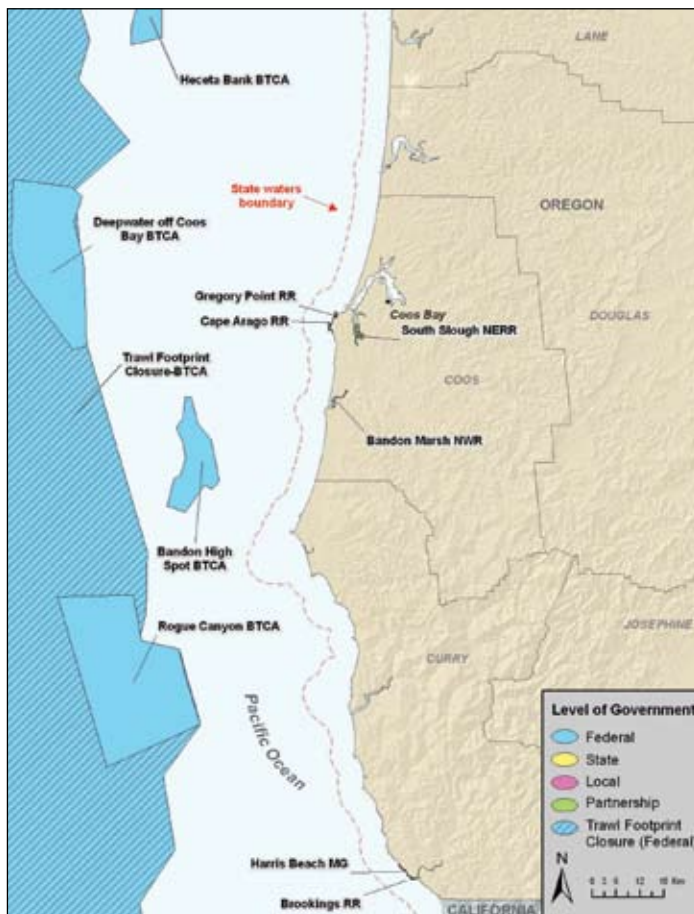 LANE
Heceta Bank BTCA
State waters
boundary
OREGON
Deepwater off Coos
Bay BTCA
Gregory Point RR
Cape Arago RR
Coos Bay
South Slough NERR
DOUGLAS
Trawl Footprint
Closure-BTCA
COOS
Bandon Marsh NWR
Bandon High
Spot BTCA
Rogue Canyon BTCA
JOSEPHINE
CURRY
Pacific Ocean
Level of Government
Federal
State
Local
Partnership
Trawl Footprint
Closure (Federal)
N
Harris Beach MG
Brookings RR
CALIFORNIA